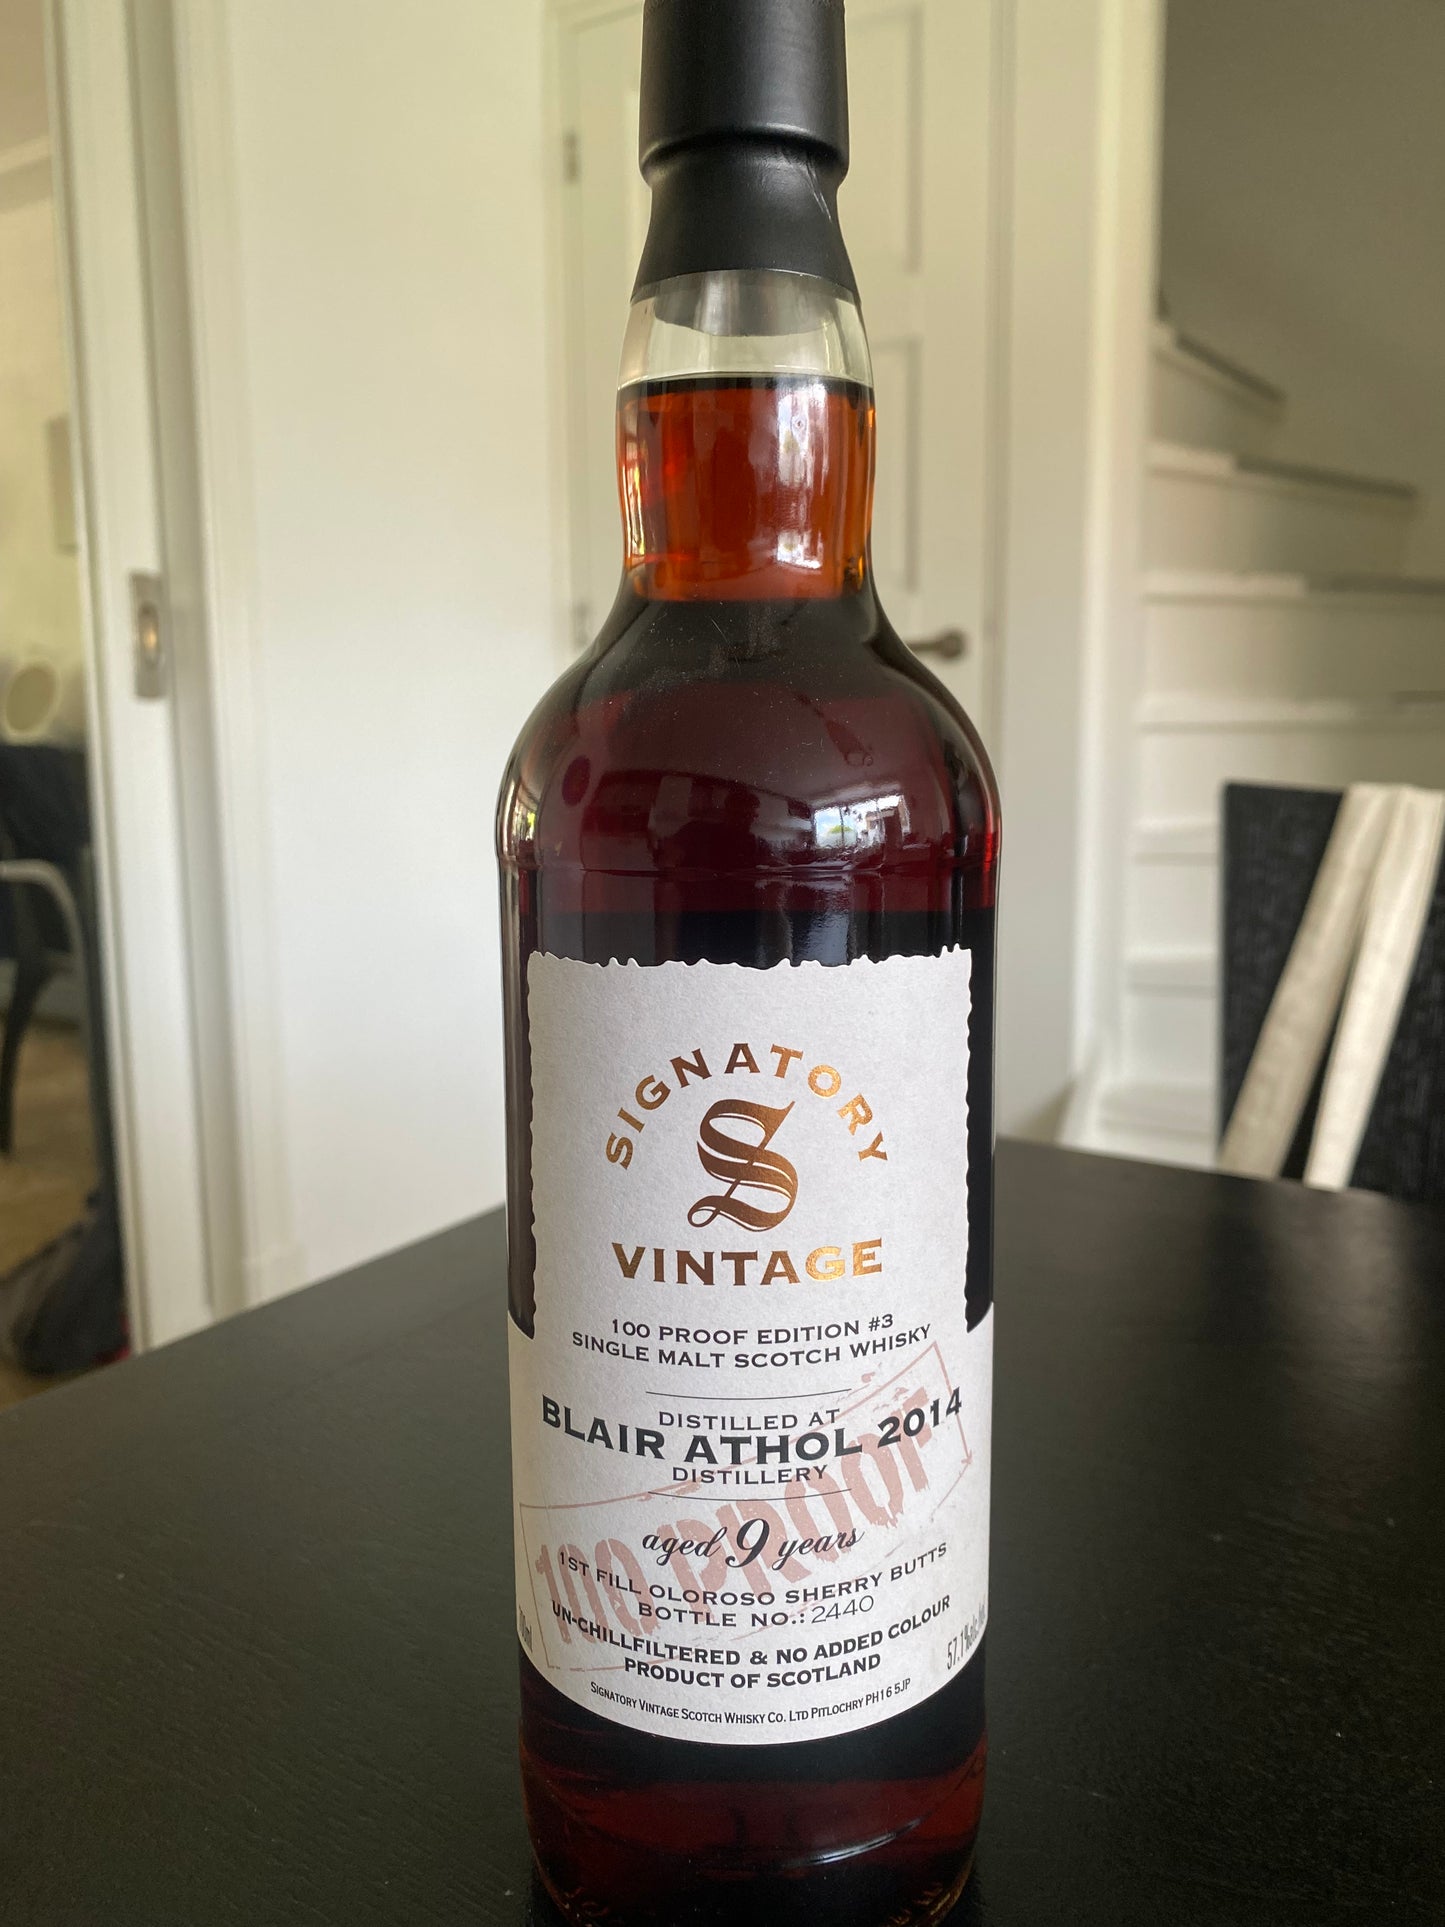 SIGNATORY
S
VINTAGE
100 PROOF EDITION #3
SINGLE MALT SCOTCH WHISKY
DISTILLED AT
BLAIR ATHOL 2014
DISTILLERY
100 PROOF
aged 9 years
1ST FILL OLOROSO SHERRY BUTTS
BOTTLE NO.: 2440
UN-CHILLFILTERED & NO ADDED COLOUR
PRODUCT OF SCOTLAND
57.1%
SIGNATORY VINTAGE SCOTCH WHISKY CO. LTD PITLOCHRY PH16 5JP